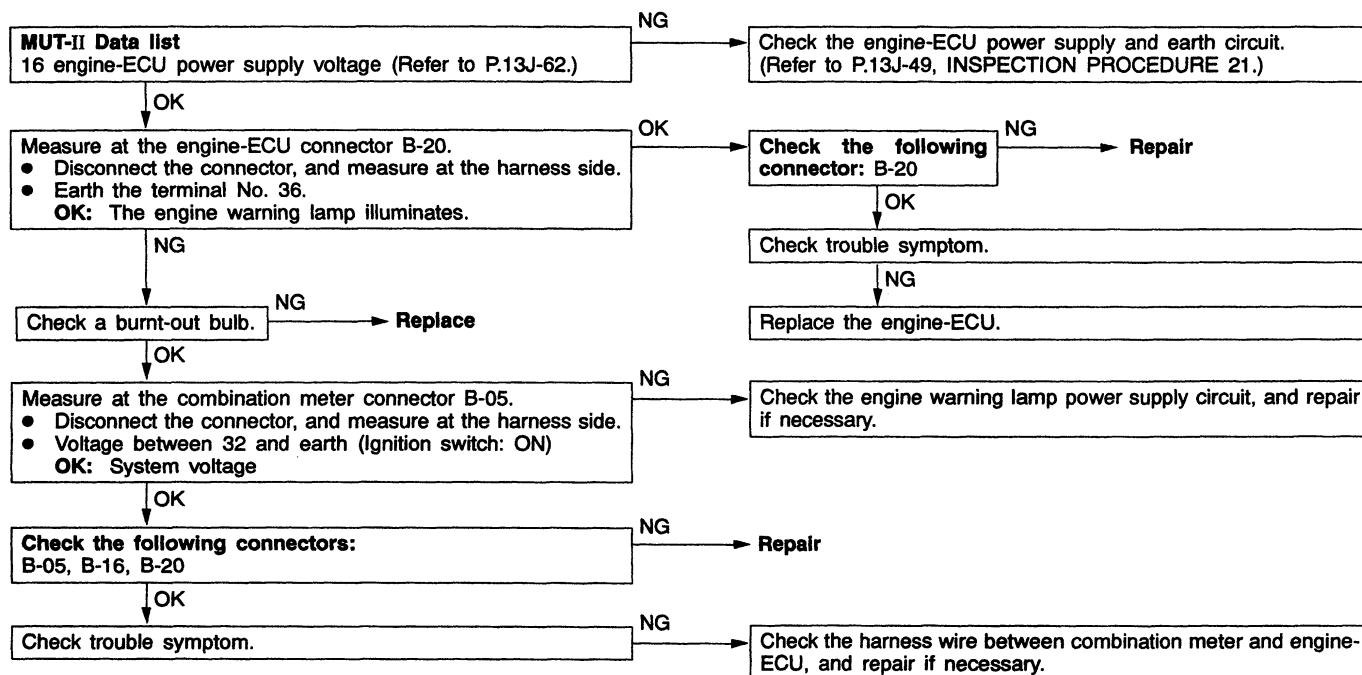 NG
MUT-II Data list
16 engine-ECU power supply voltage (Refer to P.13J-62.)
Check the engine-ECU power supply and earth circuit.
(Refer to P.13J-49, INSPECTION PROCEDURE 21.)
OK
Measure at the engine-ECU connector B-20.
● Disconnect the connector, and measure at the harness side.
● Earth the terminal No. 36.
OK: The engine warning lamp illuminates.
OK
Check the following
connector: B-20
NG
Repair
OK
Check trouble symptom.
NG
Replace the engine-ECU.
NG
Check a burnt-out bulb.
NG
Replace
OK
Measure at the combination meter connector B-05.
● Disconnect the connector, and measure at the harness side.
● Voltage between 32 and earth (Ignition switch: ON)
OK: System voltage
NG
Check the engine warning lamp power supply circuit, and repair
if necessary.
OK
Check the following connectors:
B-05, B-16, B-20
NG
Repair
OK
Check trouble symptom.
NG
Check the harness wire between combination meter and engine-
ECU, and repair if necessary.